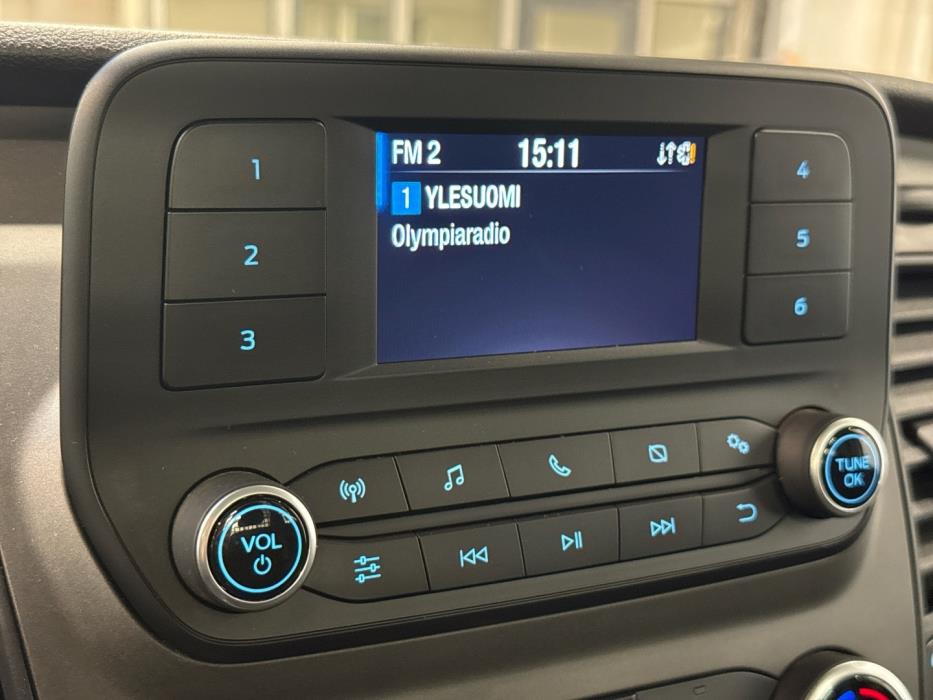 FM 2 15:11
1 YLESUOMI
Olympiaradio
1
2
3
4
5
6
VOL
TUNE
OK